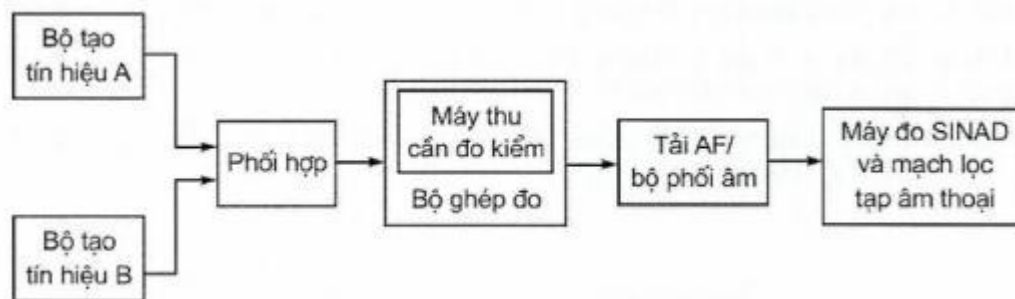 Bộ tạo
tín hiệu A
Phối hợp
Máy thu
cần đo kiểm
Bộ ghép đo
Tải AF/
bộ phối âm
Máy đo SINAD
và mạch lọc
tạp âm thoại
Bộ tạo
tín hiệu B